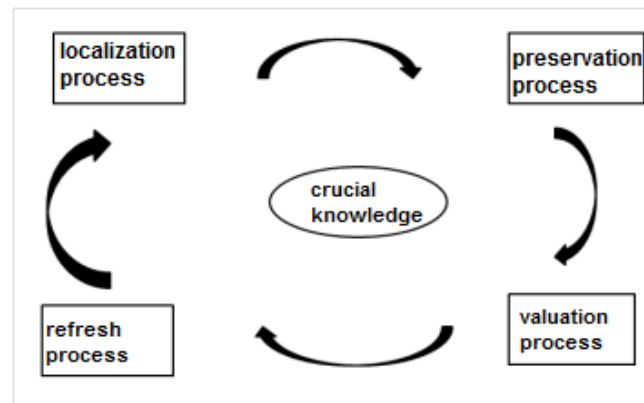 localization
process
preservation
process
crucial
knowledge
refresh
process
valuation
process